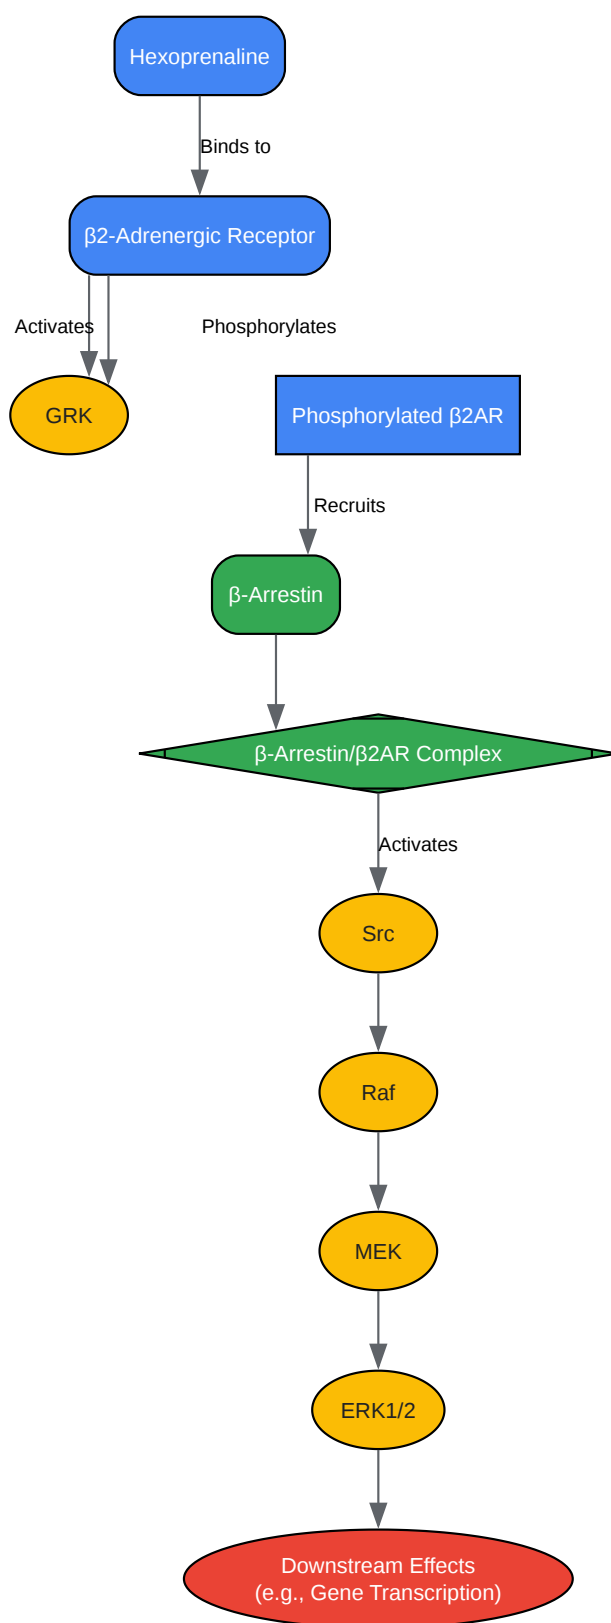 Hexoprenaline
Binds to
β2-Adrenergic Receptor
Activates
Phosphorylates
GRK
Phosphorylated β2AR
Recruits
β-Arrestin
β-Arrestin/β2AR Complex
Activates
Src
Raf
MEK
ERK1/2
Downstream Effects
(e.g., Gene Transcription)